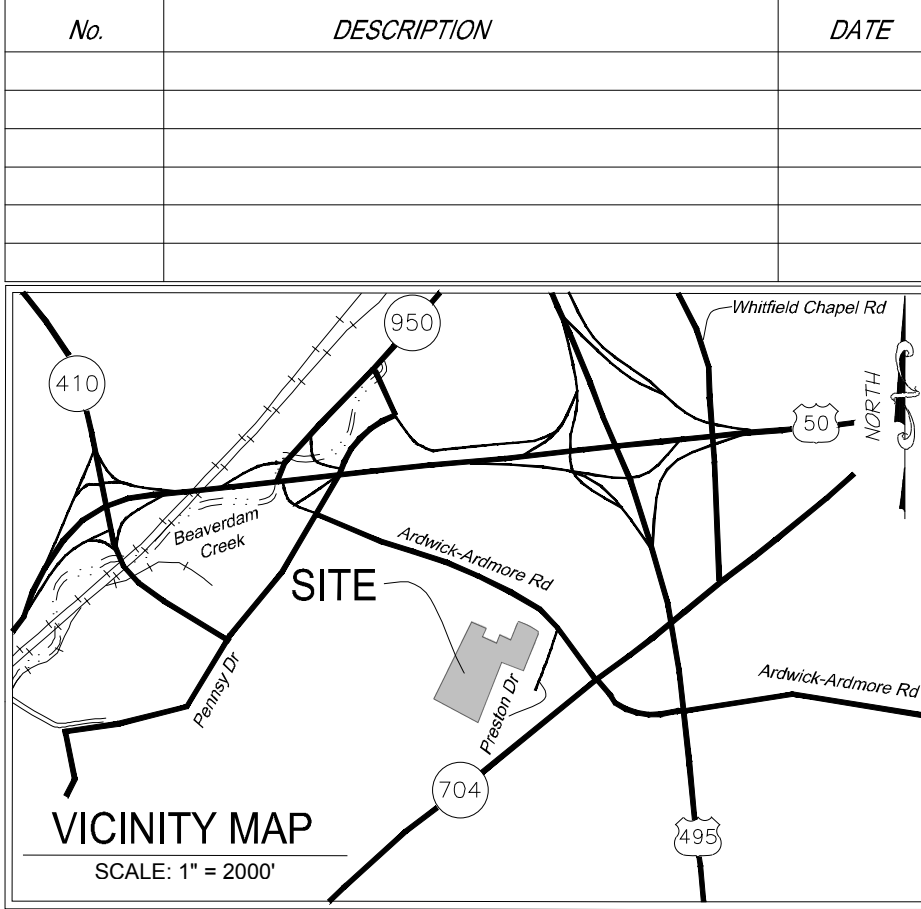 No. DESCRIPTION DATE
Whitfield Chapel Rd
950
410
50
NORTH
Beaverdam
Creek
Ardwick-Ardmore Rd
SITE
Pennsy Dr
Preston Dr
Ardwick-Ardmore Rd
704
495
VICINITY MAP
SCALE: 1" = 2000'